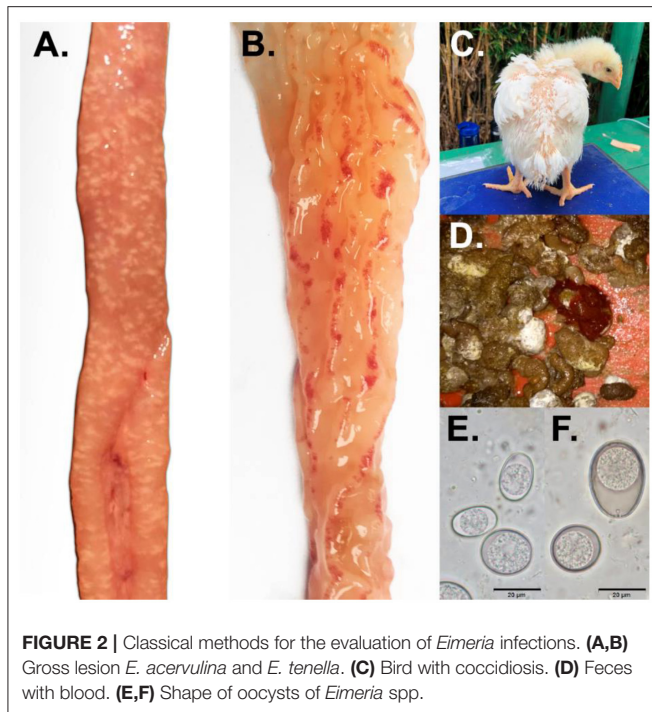 A.
B.
C.
D.
E.
F.
20 µm
20 µm
FIGURE 2 | Classical methods for the evaluation of Eimeria infections. (A,B)
Gross lesion E. acervulina and E. tenella. (C) Bird with coccidiosis. (D) Feces
with blood. (E,F) Shape of oocysts of Eimeria spp.